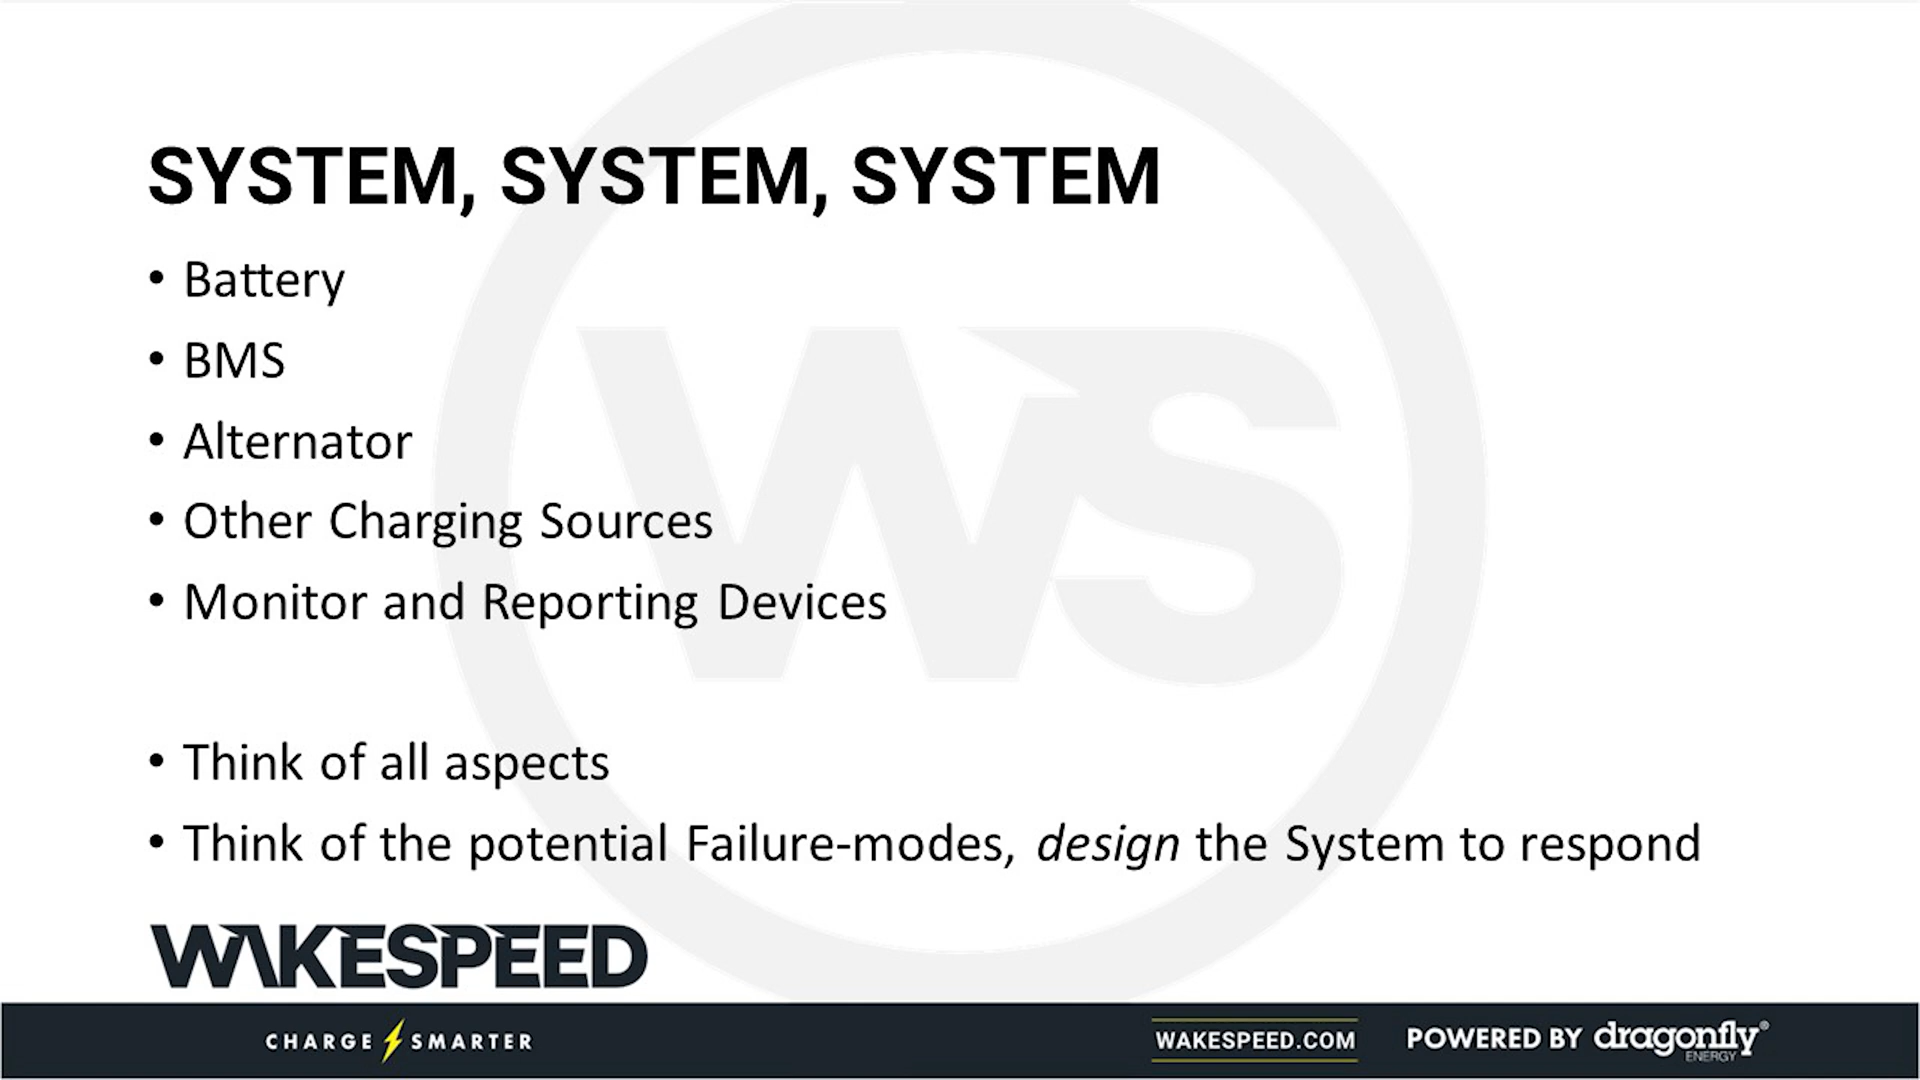 SYSTEM, SYSTEM, SYSTEM
• Battery
• BMS
• Alternator
• Other Charging Sources
• Monitor and Reporting Devices
• Think of all aspects
• Think of the potential Failure-modes, design the System to respond
WS
WAKESPEED
CHARGE SMARTER
WAKESPEED.COM
POWERED BY dragonfly®
ENERGY